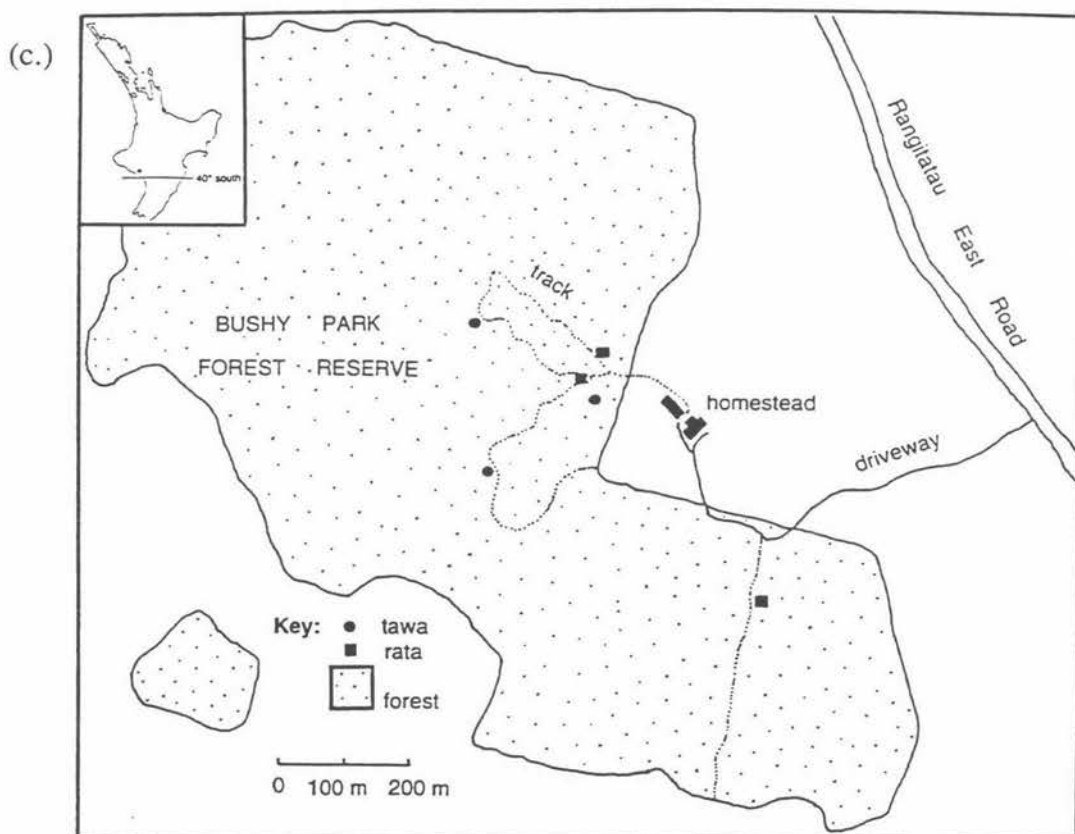 (c.)
40° south
Rangitatau East Road
track
BUSHY PARK
FOREST RESERVE
homestead
driveway
Key: tawa
rata
forest
0 100 m 200 m